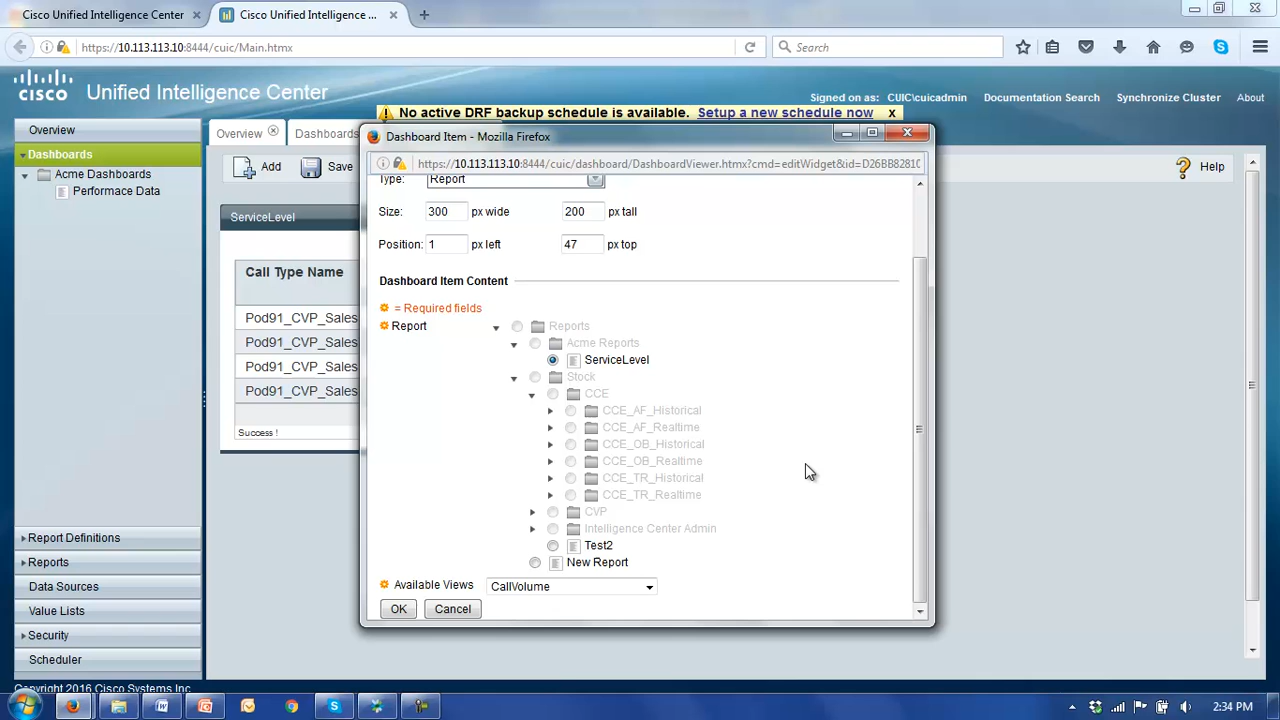 Cisco Unified Intelligence Center
Cisco Unified Intelligence ...
https://10.113.113.10:8444/cuic/Main.htmx
Search
CISCO
Unified Intelligence Center
No active DRF backup schedule is available. Setup a new schedule now X
Signed on as: CUIC\cuicadmin
Documentation Search
Synchronize Cluster
About
Overview
Dashboards
Acme Dashboards
Performace Data
Report Definitions
Reports
Data Sources
Value Lists
Security
Scheduler
Copyright 2016 Cisco Systems Inc
Overview
Dashboards
Add
Save
Help
ServiceLevel
Call Type Name
Pod91_CVP_Sales
Pod91_CVP_Sales
Pod91_CVP_Sales
Pod91_CVP_Sales
Success !
Dashboard Item - Mozilla Firefox
https://10.113.113.10:8444/cuic/dashboard/DashboardViewer.htmx?cmd=editWidget&id=D26BB82810
Type: Report
Size: 300 px wide 200 px tall
Position: 1 px left 47 px top
Dashboard Item Content
= Required fields
Report
Reports
Acme Reports
ServiceLevel
Stock
CCE
CCE_AF_Historical
CCE_AF_Realtime
CCE_OB_Historical
CCE_OB_Realtime
CCE_TR_Historical
CCE_TR_Realtime
CVP
Intelligence Center Admin
Test2
New Report
Available Views CallVolume
OK Cancel
2:34 PM